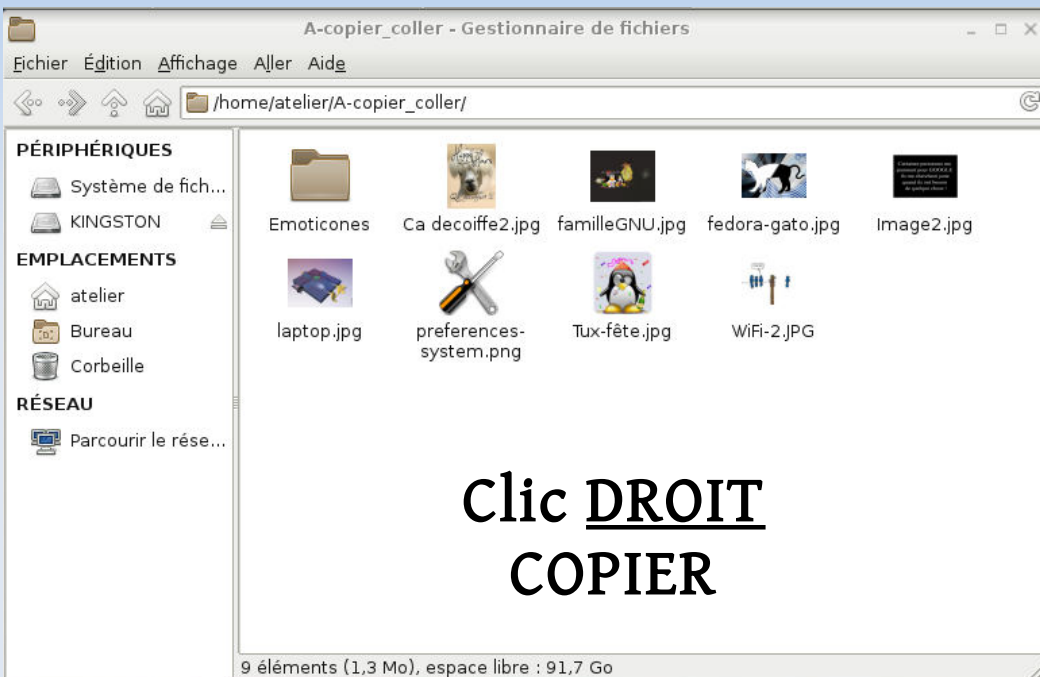 A-copier_coller - Gestionnaire de fichiers
Fichier Édition Affichage Aller Aide
/home/atelier/A-copier_coller/
PÉRIPHÉRIQUES
Système de fich...
KINGSTON
EMPLACEMENTS
atelier
Bureau
Corbeille
RÉSEAU
Parcourir le rése...
Emoticones
Ca decoiffe2.jpg
familleGNU.jpg
fedora-gato.jpg
Image2.jpg
laptop.jpg
preferences-
system.png
Tux-fête.jpg
WiFi-2.JPG
Clic DROIT
COPIER
9 éléments (1,3 Mo), espace libre : 91,7 Go